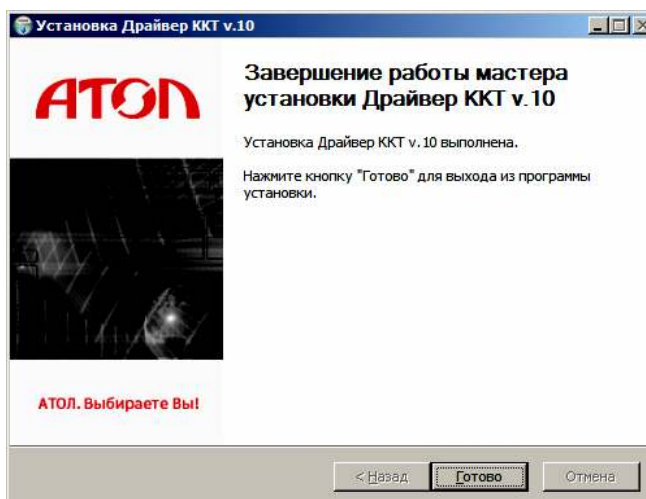 Установка Драйвер ККТ v.10
АТОЛ
Завершение работы мастера
установки Драйвер ККТ v.10
Установка Драйвер ККТ v.10 выполнена.
Нажмите кнопку "Готово" для выхода из программы
установки.
АТОЛ. Выбираете Вы!
< Назад
Готово
Отмена